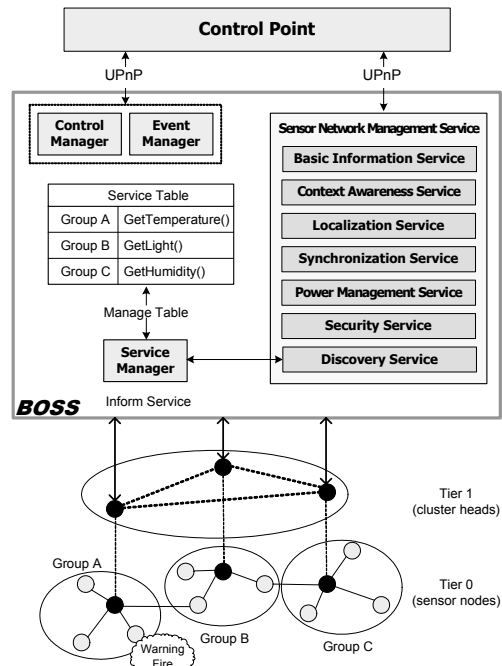 Control Point
UPnP
UPnP
Control
Manager
Event
Manager
Sensor Network Management Service
Basic Information Service
Context Awareness Service
Localization Service
Synchronization Service
Power Management Service
Security Service
Discovery Service
Service Table
Group A GetTemperature()
Group B GetLight()
Group C GetHumidity()
Manage Table
Service
Manager
BOSS
Inform Service
Tier 1
(cluster heads)
Group A
Group B
Group C
Tier 0
(sensor nodes)
Warning
Fire